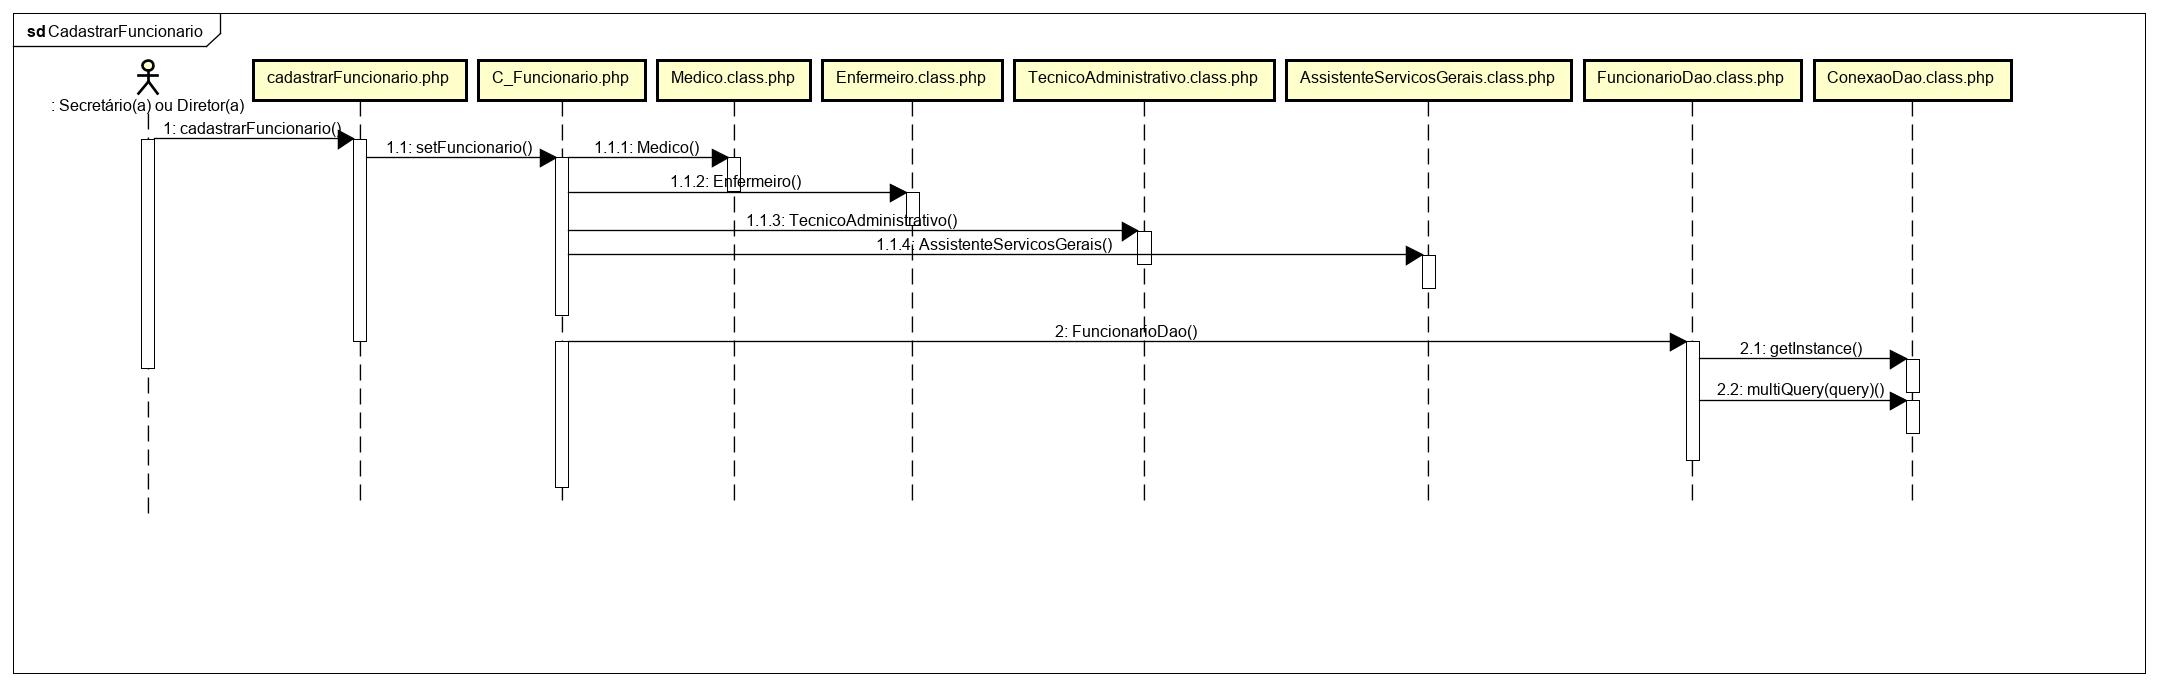 sd CadastrarFuncionario
: Secretário(a) ou Diretor(a)
cadastrarFuncionario.php
C_Funcionario.php
Medico.class.php
Enfermeiro.class.php
TecnicoAdministrativo.class.php
AssistenteServicosGerais.class.php
FuncionarioDao.class.php
ConexaoDao.class.php
1: cadastrarFuncionario()
1.1: setFuncionario()
1.1.1: Medico()
1.1.2: Enfermeiro()
1.1.3: TecnicoAdministrativo()
1.1.4: AssistenteServicosGerais()
2: FuncionarioDao()
2.1: getInstance()
2.2: multiQuery(query)()